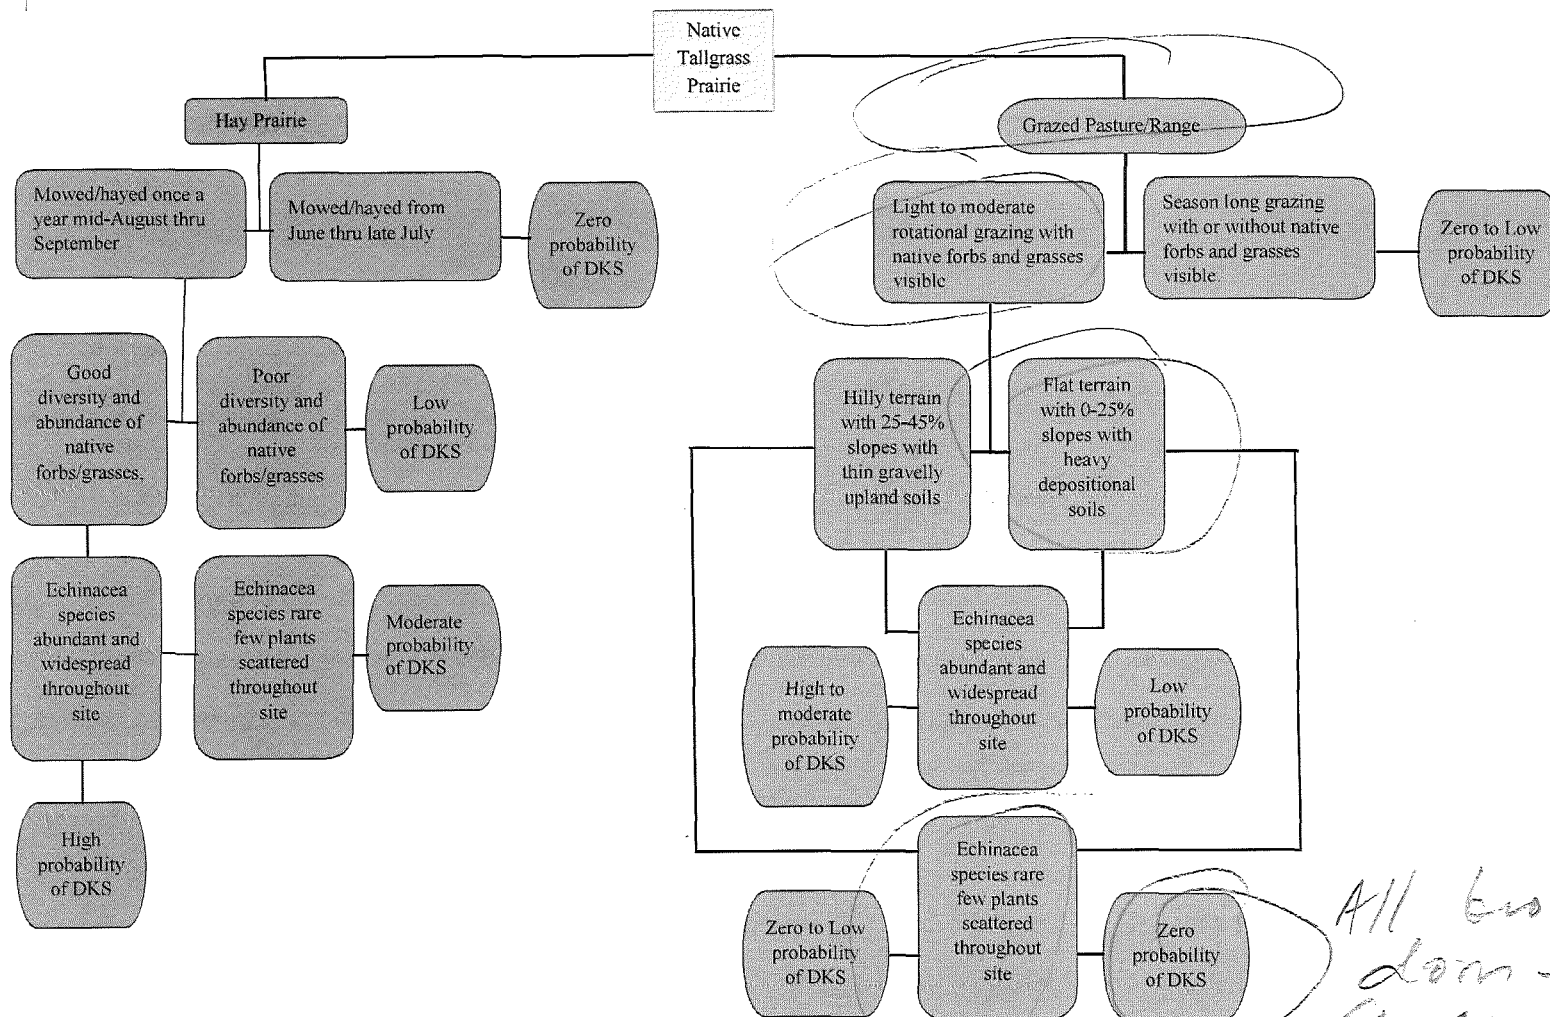 Native
Tallgrass
Prairie
Hay Prairie
Grazed Pasture/Range
Mowed/hayed once a
year mid-August thru
September
Mowed/hayed from
June thru late July
Zero
probability
of DKS
Light to moderate
rotational grazing with
native forbs and grasses
visible
Season long grazing
with or without native
forbs and grasses
visible.
Zero to Low
probability
of DKS
Good
diversity and
abundance of
native
forbs/grasses,
Poor
diversity and
abundance of
native
forbs/grasses
Low
probability
of DKS
Hilly terrain
with 25-45%
slopes with
thin gravelly
upland soils
Flat terrain
with 0-25%
slopes with
heavy
depositional
soils
Echinacea
species
abundant and
widespread
throughout
site
Echinacea
species rare
few plants
scattered
throughout
site
Moderate
probability
of DKS
High
probability
of DKS
High to
moderate
probability
of DKS
Echinacea
species
abundant and
widespread
throughout
site
Low
probability
of DKS
Zero to Low
probability
of DKS
Echinacea
species rare
few plants
scattered
throughout
site
Zero
probability
of DKS
All